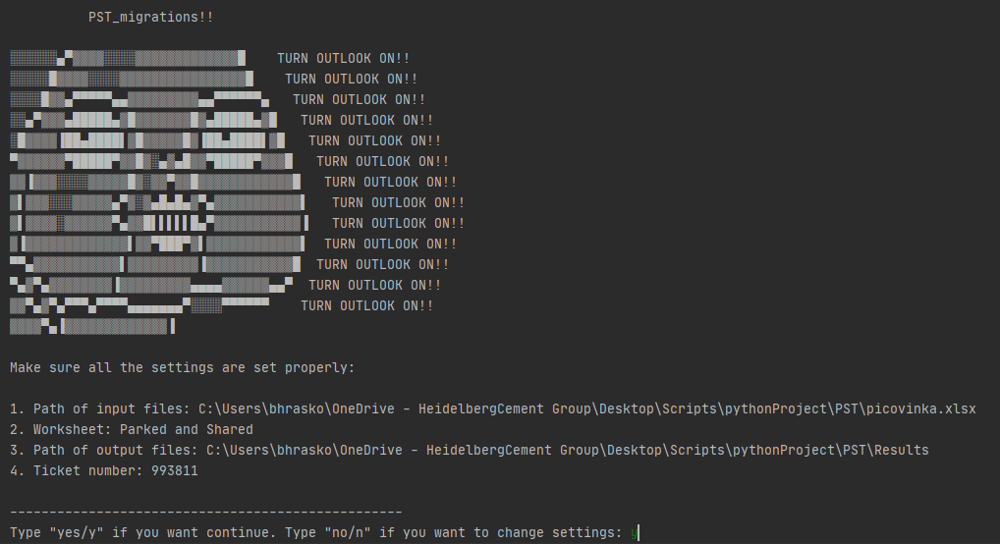 PST_migrations!!
TURN OUTLOOK ON!!
TURN OUTLOOK ON!!
TURN OUTLOOK ON!!
TURN OUTLOOK ON!!
TURN OUTLOOK ON!!
TURN OUTLOOK ON!!
TURN OUTLOOK ON!!
TURN OUTLOOK ON!!
TURN OUTLOOK ON!!
TURN OUTLOOK ON!!
TURN OUTLOOK ON!!
TURN OUTLOOK ON!!
TURN OUTLOOK ON!!
Make sure all the settings are set properly:
1. Path of input files: C:\Users\bhrasko\OneDrive - HeidelbergCement Group\Desktop\Scripts\pythonProject\PST\picovinka.xlsx
2. Worksheet: Parked and Shared
3. Path of output files: C:\Users\bhrasko\OneDrive - HeidelbergCement Group\Desktop\Scripts\pythonProject\PST\Results
4. Ticket number: 993811
--------------------------------------------------
Type "yes/y" if you want continue. Type "no/n" if you want to change settings: y